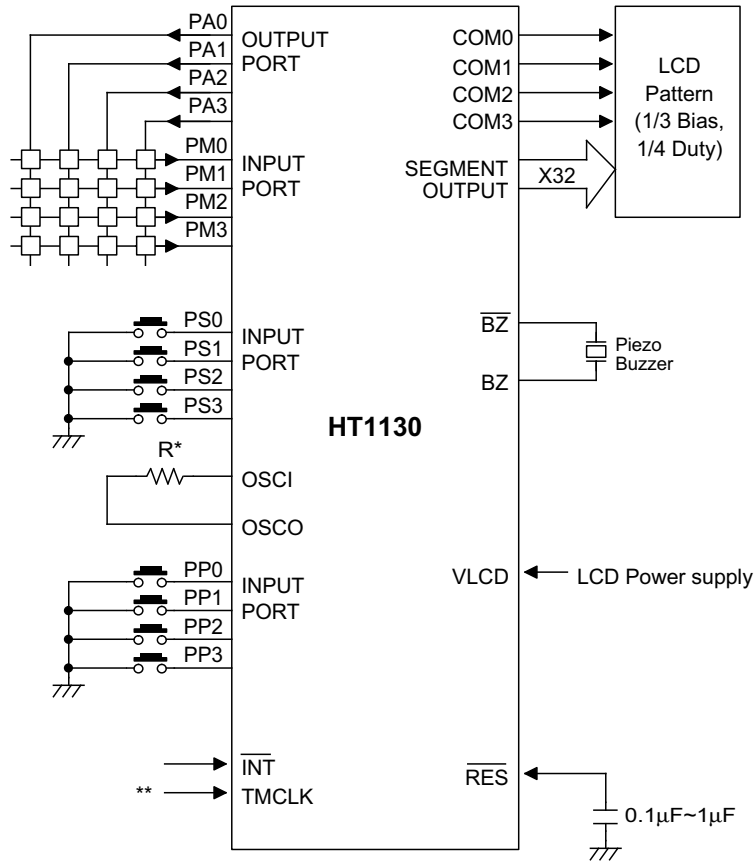 PA0
PA1
PA2
PA3
OUTPUT
PORT
PM0
PM1
PM2
PM3
INPUT
PORT
PS0
PS1
PS2
PS3
INPUT
PORT
R*
OSCI
OSCO
PP0
PP1
PP2
PP3
INPUT
PORT
INT
** TMCLK
HT1130
COM0
COM1
COM2
COM3
SEGMENT
OUTPUT
X32
LCD
Pattern
(1/3 Bias,
1/4 Duty)
BZ
BZ
Piezo
Buzzer
VLCD
LCD Power supply
RES
0.1μF~1μF